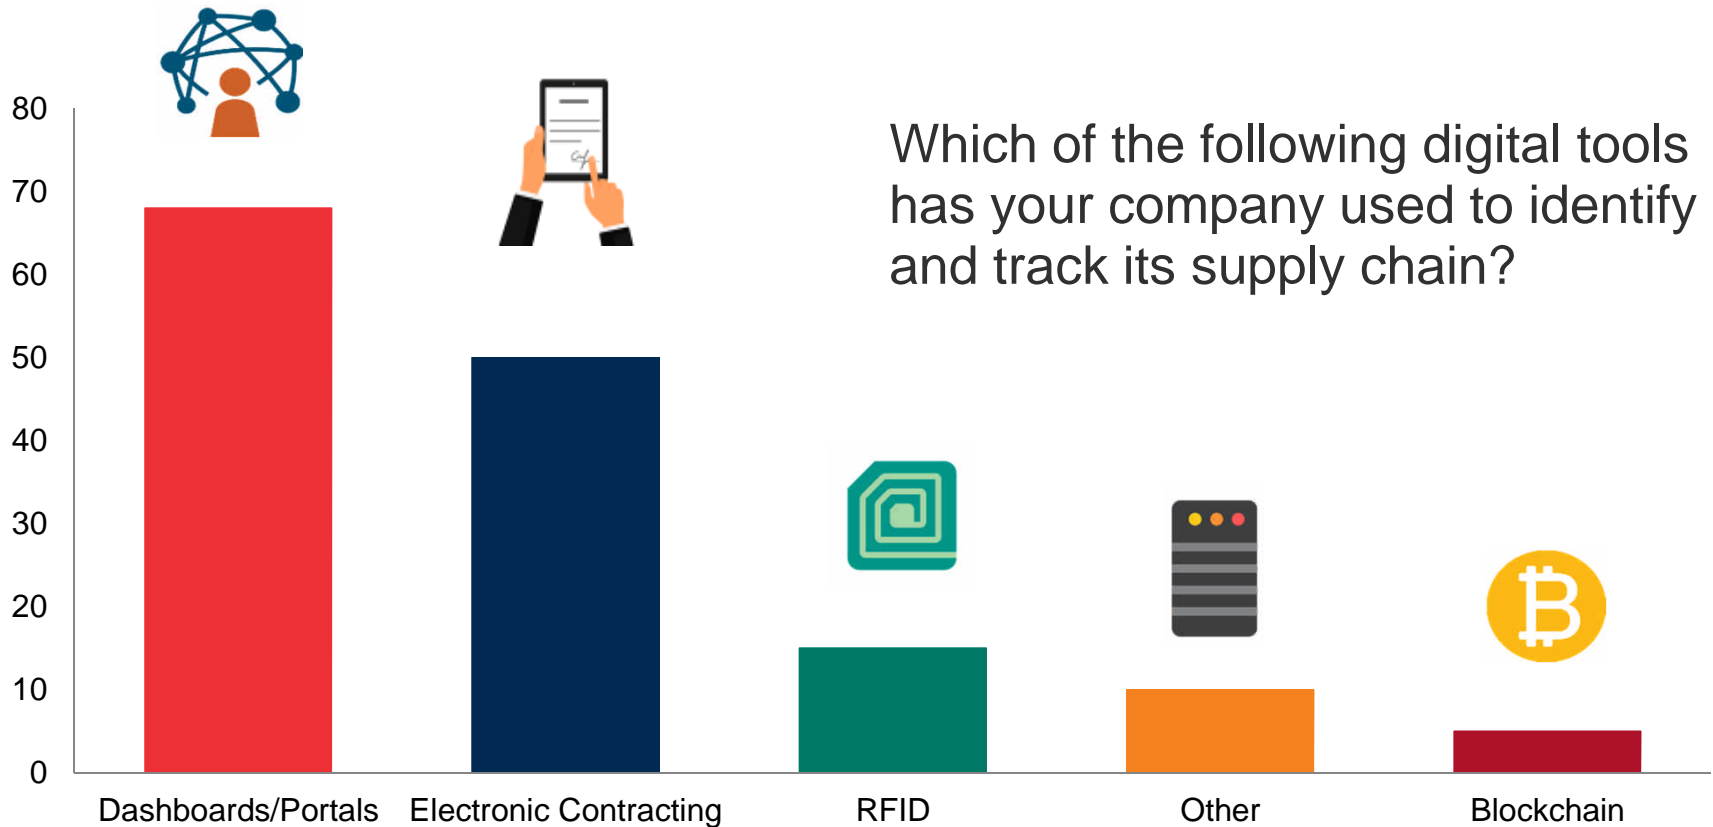 Which of the following digital tools
has your company used to identify
and track its supply chain?
80
70
60
50
40
30
20
10
0
Dashboards/Portals
Electronic Contracting
RFID
Other
Blockchain